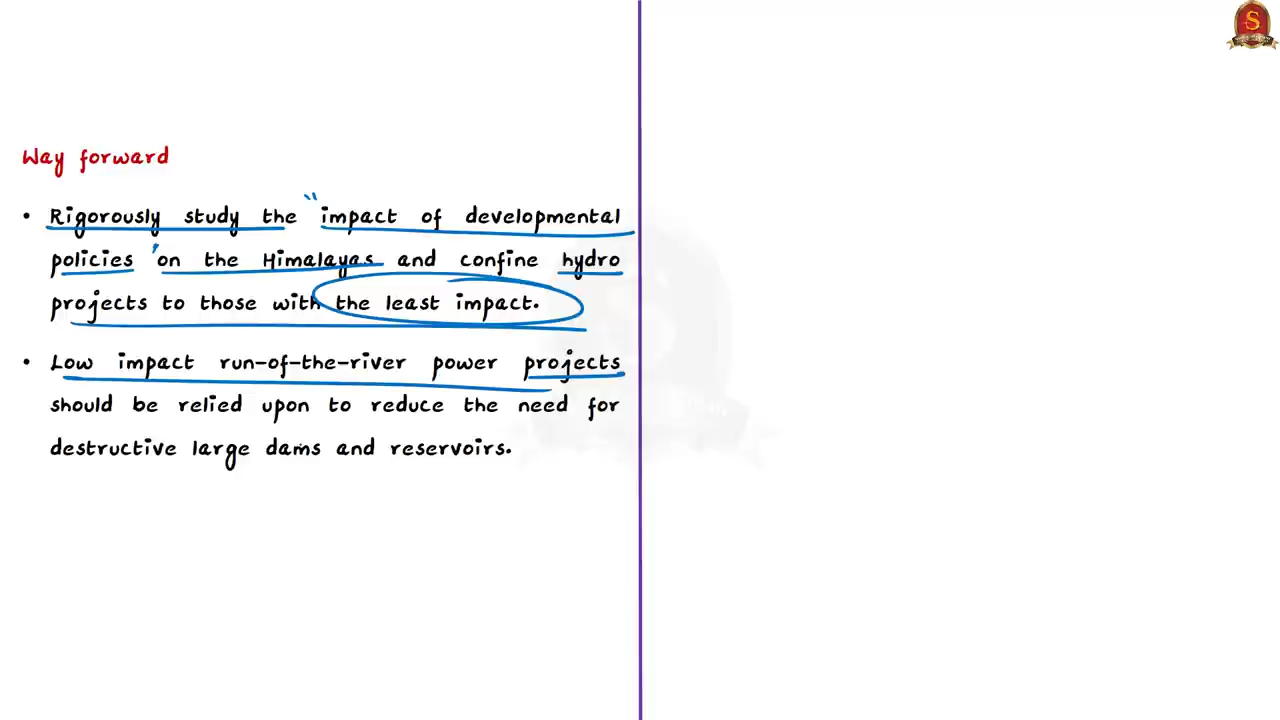 Way forward
• Rigorously study the "impact of developmental
policies' on the Himalayas and confine hydro
projects to those with the least impact.
• Low impact run-of-the-river power projects
should be relied upon to reduce the need for
destructive large dams and reservoirs.
S